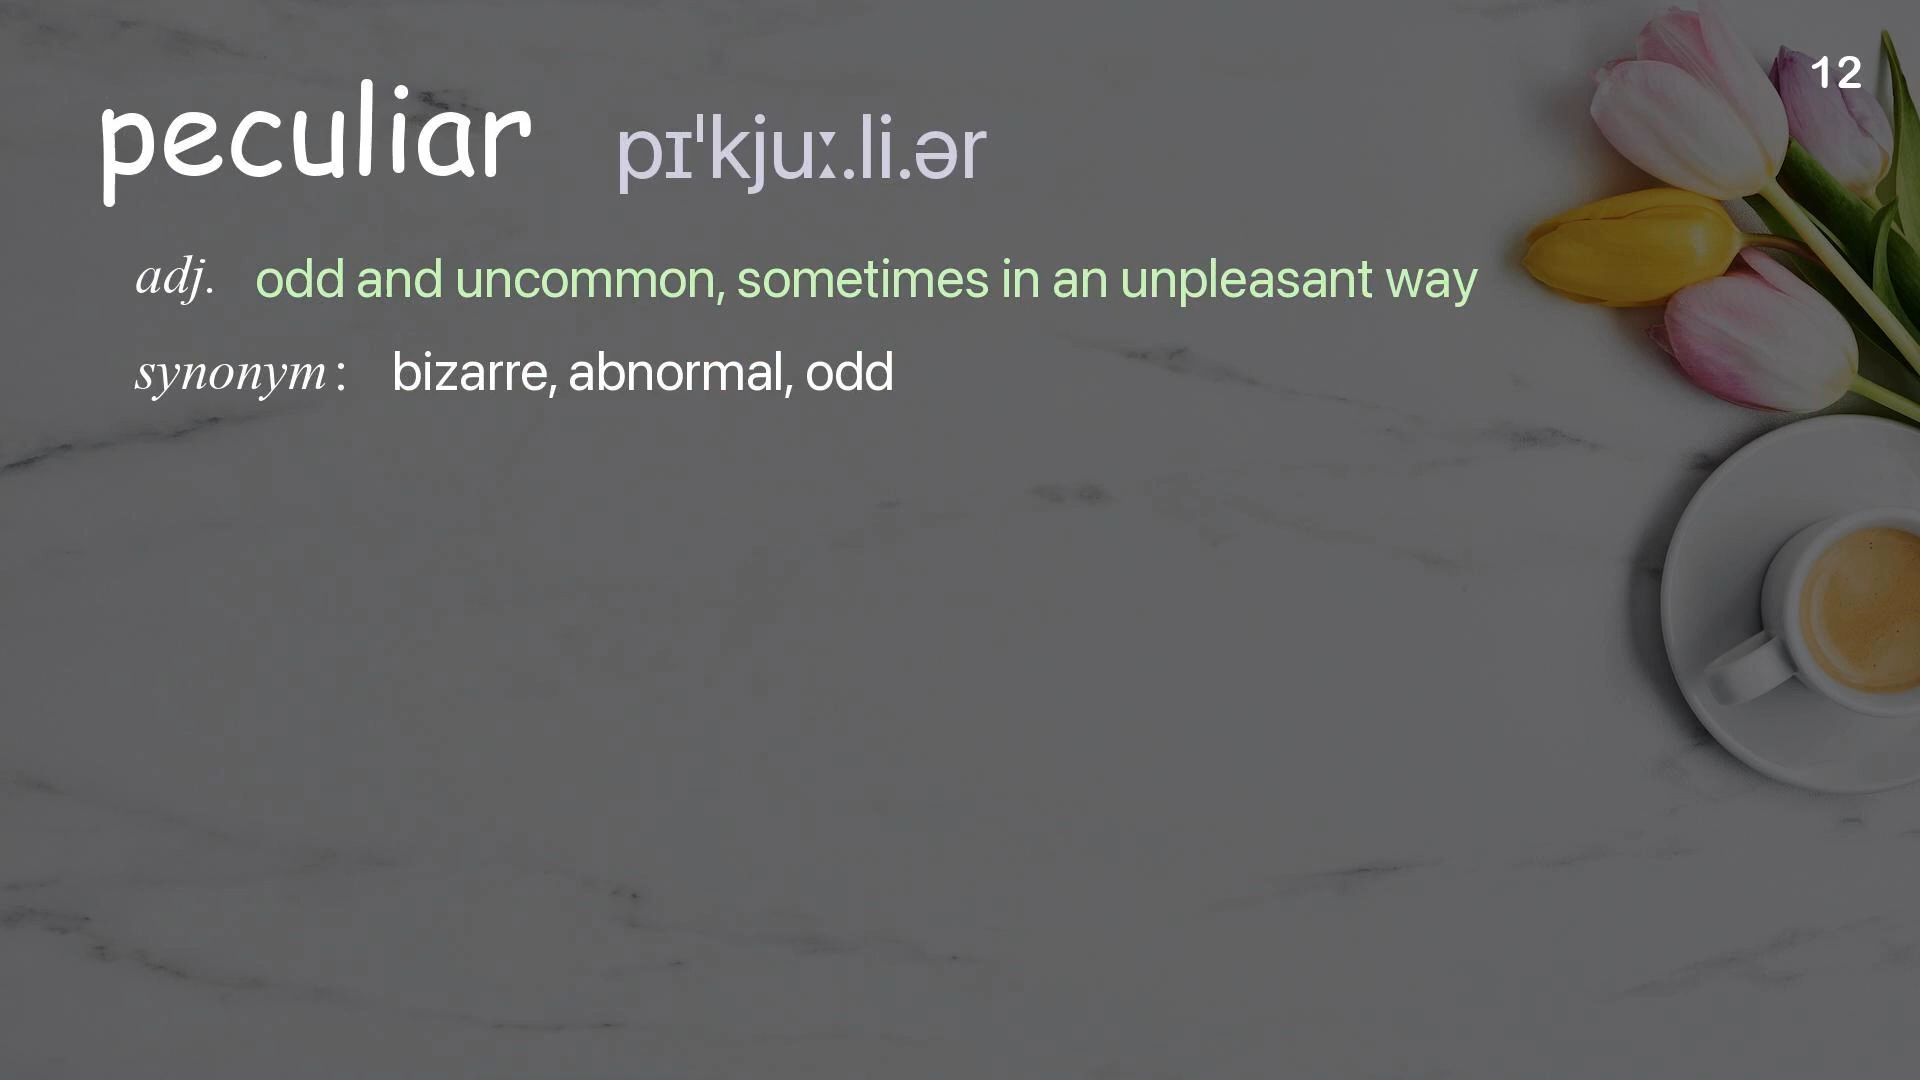 12
peculiar pɪˈkjuː.li.ər
adj. odd and uncommon, sometimes in an unpleasant way
synonym : bizarre, abnormal, odd